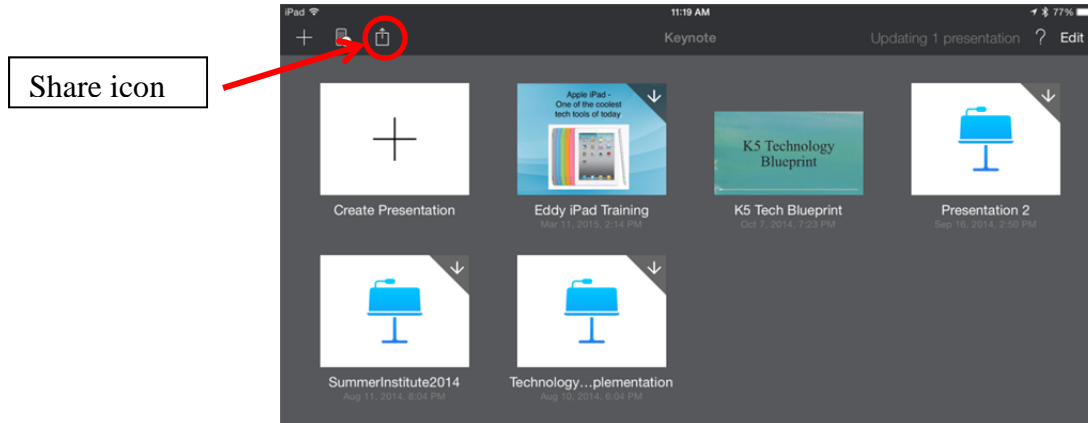 iPad 11:19 AM 77%
Keynote Updating 1 presentation ? Edit
Share icon
Apple iPad -
One of the coolest
tech tools of today
K5 Technology
Blueprint
Create Presentation Eddy iPad Training K5 Tech Blueprint Presentation 2
Mar 11, 2015, 2:14 PM Oct 7, 2014, 7:23 PM Sep 16, 2014, 2:50 PM
SummerInstitute2014 Technology…plementation
Aug 11, 2014, 8:04 PM Aug 10, 2014, 6:04 PM